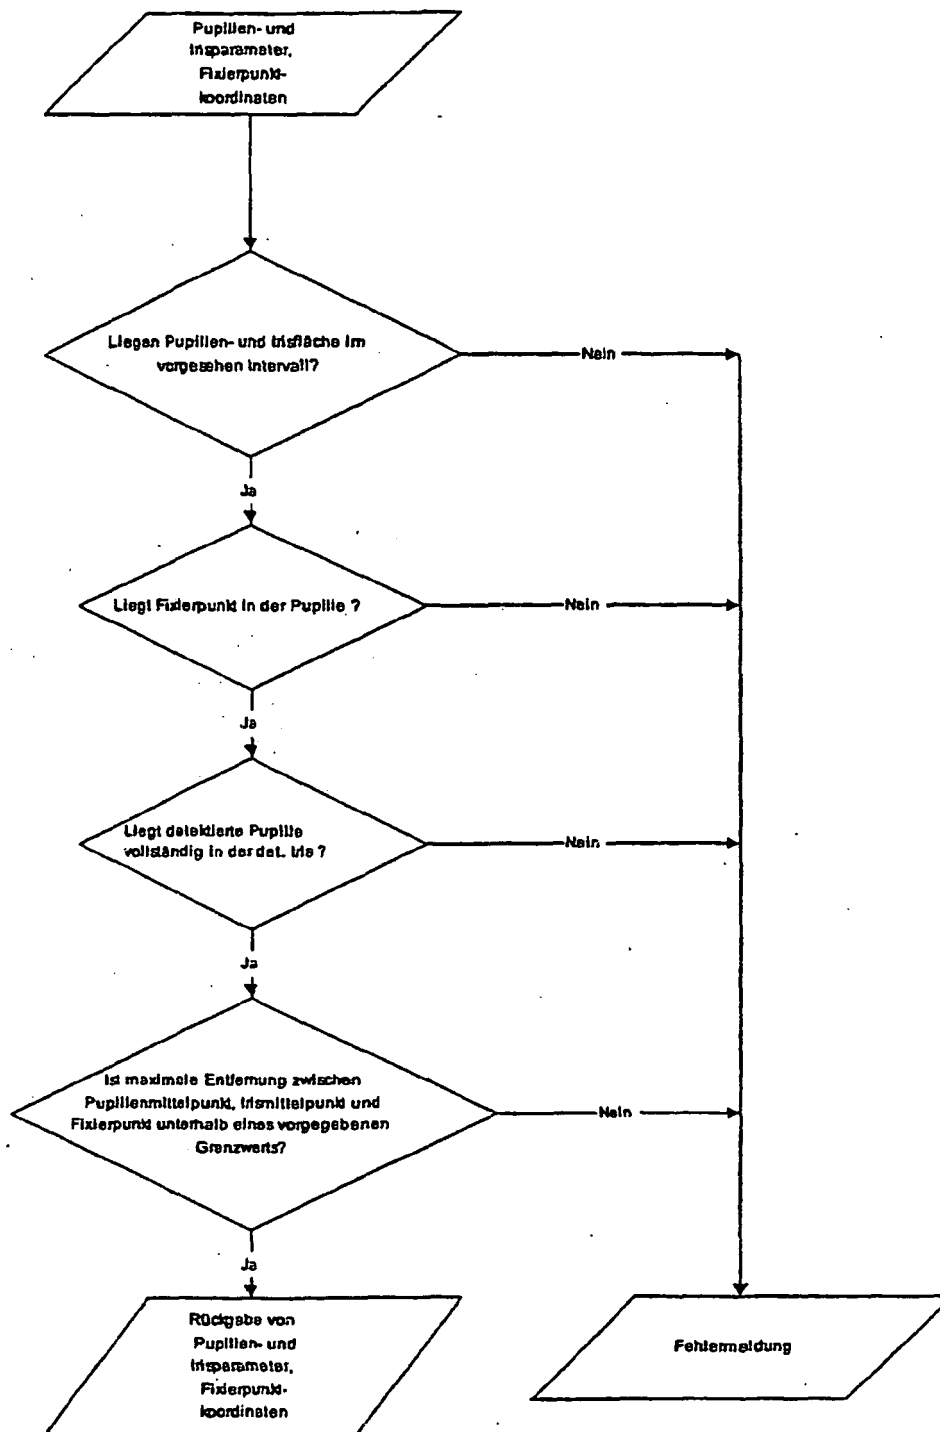 Pupillen- und
Irisparameter,
Fixierpunkt-
koordinaten
Liegen Pupillen- und Irisfläche im
vorgesehen Intervall?
Nein
Ja
Liegt Fixierpunkt in der Pupille ?
Nein
Ja
Liegt detektierte Pupille
vollständig in der det. Iris ?
Nein
Ja
Ist maximale Entfernung zwischen
Pupillenmittelpunkt, Irismittelpunkt und
Fixierpunkt unterhalb eines vorgegebenen
Grenzwerts?
Nein
Ja
Rückgabe von
Pupillen- und
Irisparameter,
Fixierpunkt-
koordinaten
Fehlermeldung